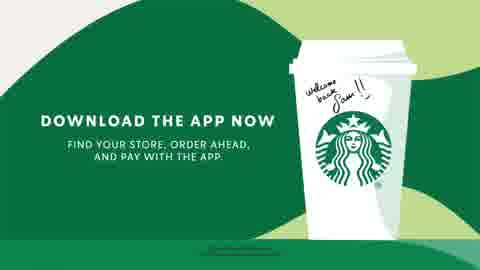 welcome
back
Sam!!
DOWNLOAD THE APP NOW
FIND YOUR STORE, ORDER AHEAD,
AND PAY WITH THE APP.
®